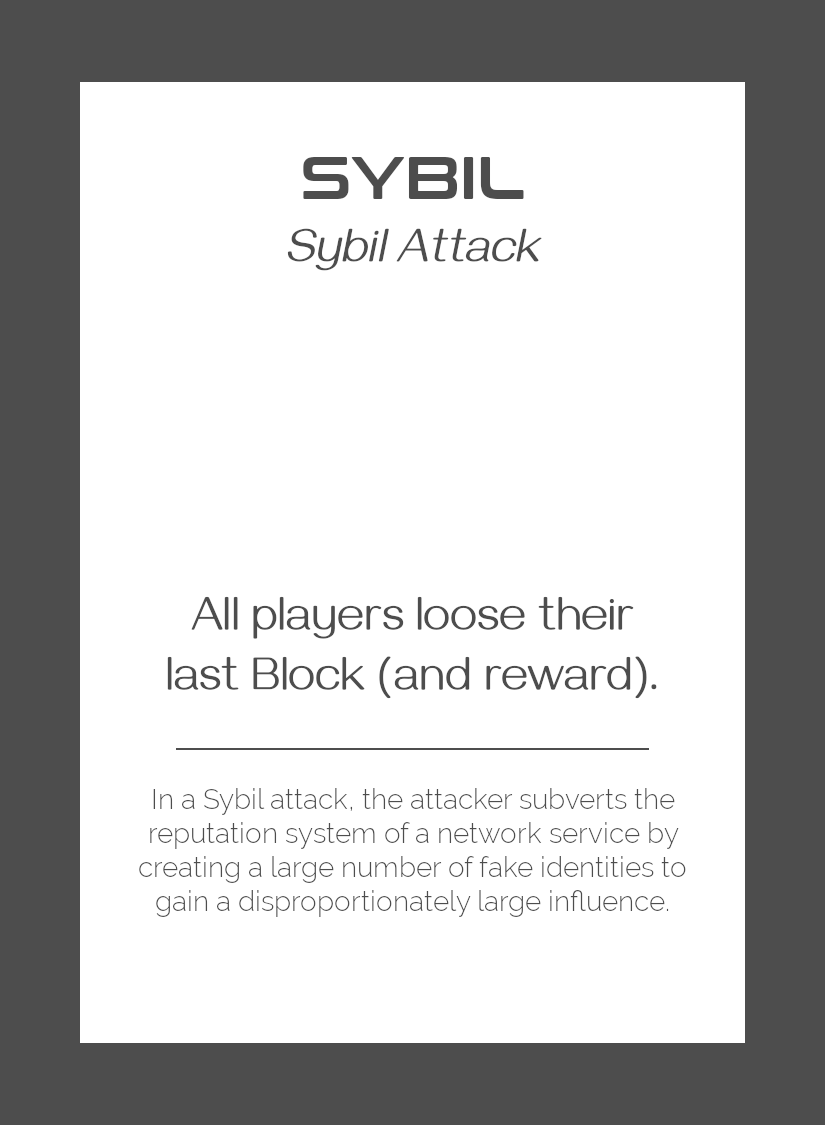 SYBIL
Sybil Attack
All players loose their
last Block (and reward).
In a Sybil attack, the attacker subverts the
reputation system of a network service by
creating a large number of fake identities to
gain a disproportionately large influence.